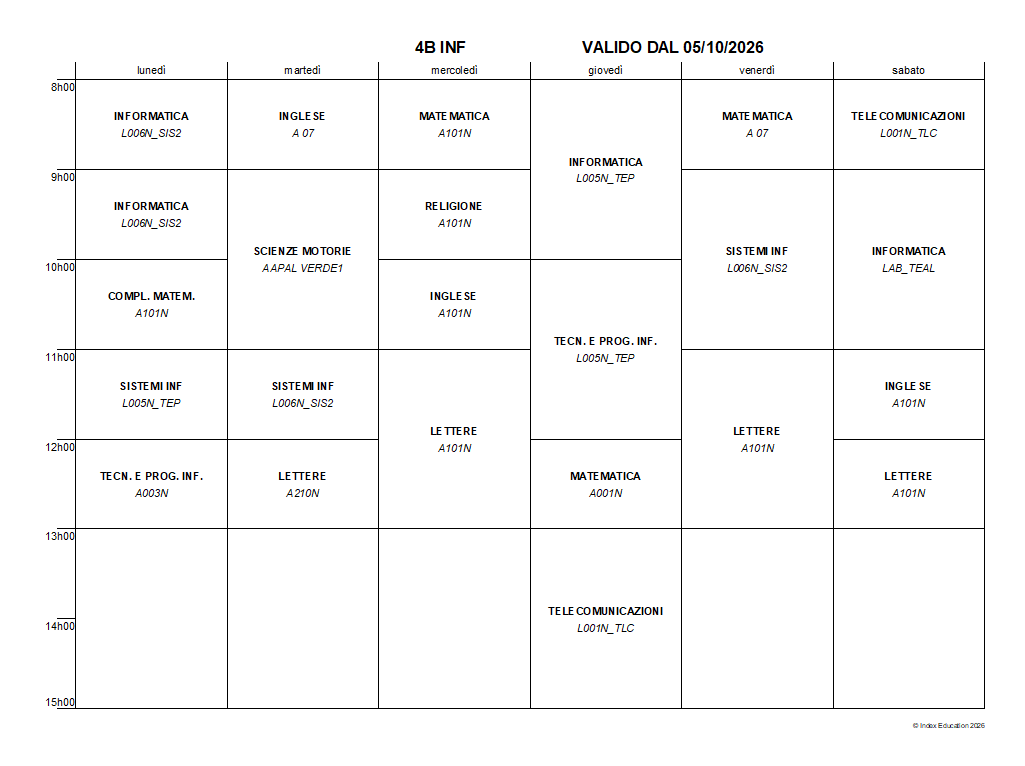 4B INF VALIDO DAL 05/10/2026
lunedì martedì mercoledì giovedì venerdì sabato
8h00
INFORMATICA INGLESE MATEMATICA MATEMATICA TELECOMUNICAZIONI
L006N_SIS2 A 07 A101N A 07 L001N_TLC
INFORMATICA
L005N_TEP
9h00
INFORMATICA RELIGIONE
L006N_SIS2 A101N
SCIENZE MOTORIE SISTEMI INF INFORMATICA
AAPAL VERDE1 L006N_SIS2 LAB_TEAL
10h00
COMPL. MATEM. INGLESE
A101N A101N
TECN. E PROG. INF.
L005N_TEP
11h00
SISTEMI INF SISTEMI INF INGLESE
L005N_TEP L006N_SIS2 A101N
LETTERE LETTERE
A101N A101N
12h00
TECN. E PROG. INF. LETTERE MATEMATICA LETTERE
A003N A210N A001N A101N
13h00
TELECOMUNICAZIONI
L001N_TLC
14h00
15h00
© Index Education 2026